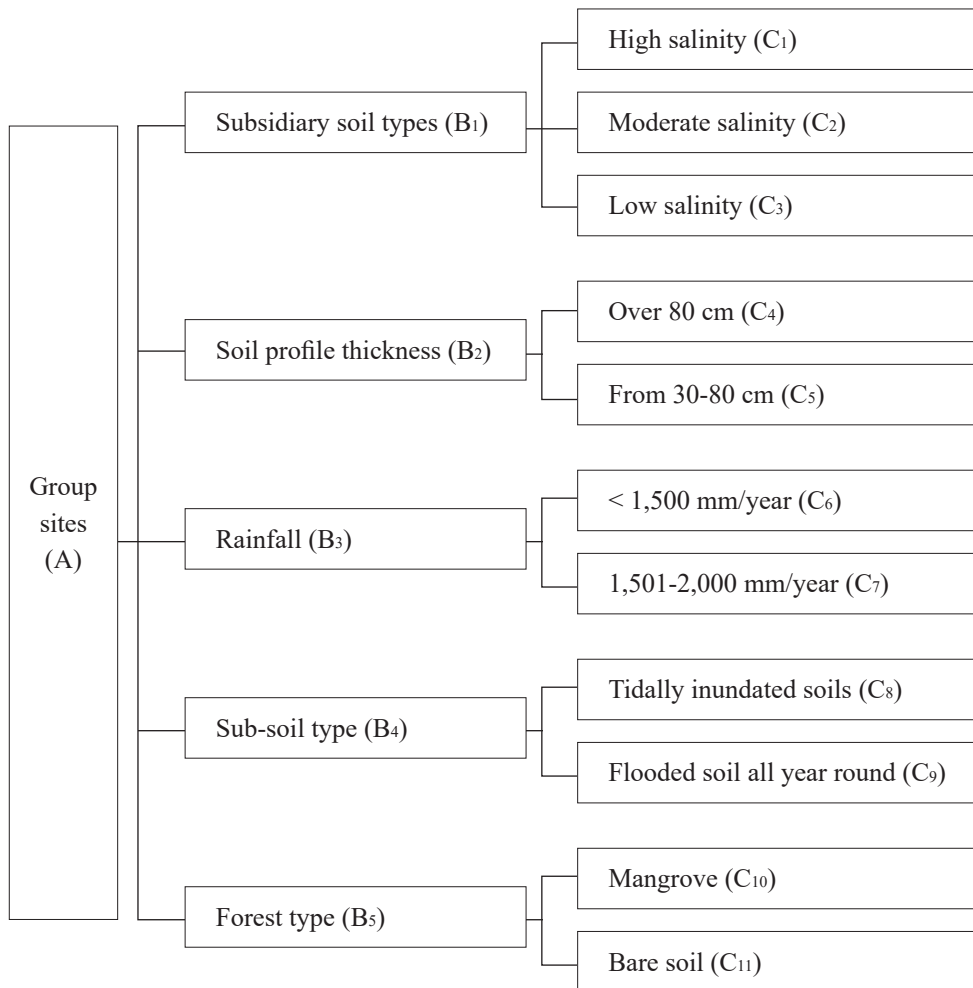 Group
sites
(A)
Subsidiary soil types (B₁)
High salinity (C₁)
Moderate salinity (C₂)
Low salinity (C₃)
Soil profile thickness (B₂)
Over 80 cm (C₄)
From 30-80 cm (C₅)
Rainfall (B₃)
< 1,500 mm/year (C₆)
1,501-2,000 mm/year (C₇)
Sub-soil type (B₄)
Tidally inundated soils (C₈)
Flooded soil all year round (C₉)
Forest type (B₅)
Mangrove (C₁₀)
Bare soil (C₁₁)